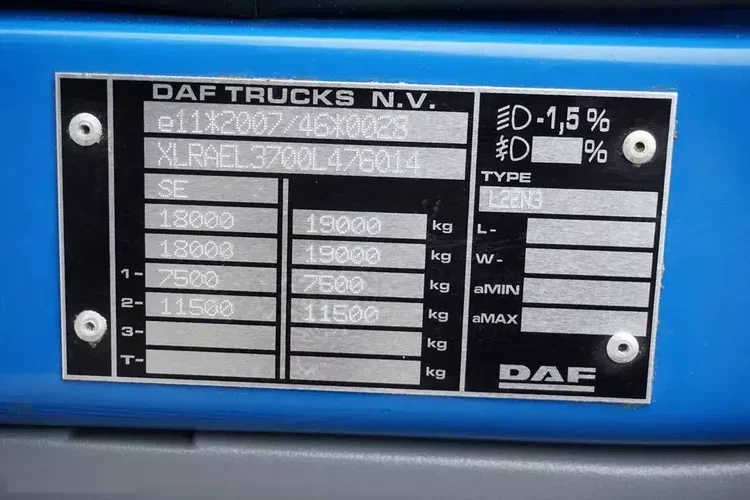 DAF TRUCKS N.V.
e11*2007/46*0028
XLRAEL3700L476014
SE
18000 19000 kg
18000 19000 kg
1- 7500 7500 kg
2- 11500 11500 kg
3- kg
T- kg
-1,5%
%
TYPE
L2EN3
L-
W-
aMIN
aMAX
DAF